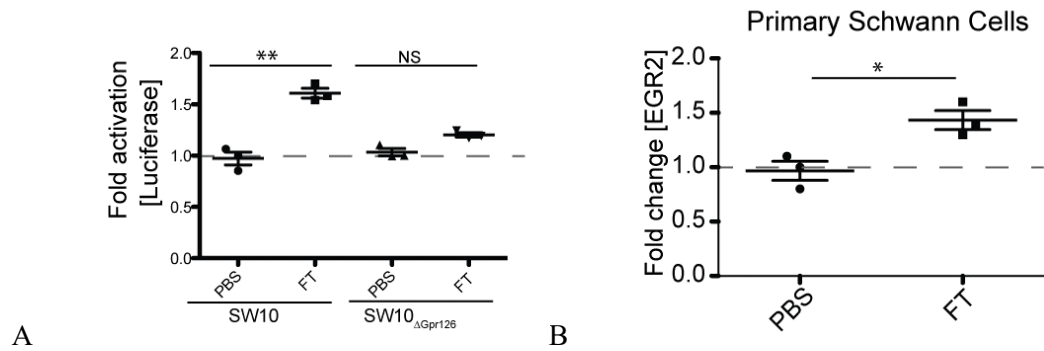 Fold activation
[Luciferase]
2.0
1.5
1.0
0.5
0.0
**
NS
PBS
FT
PBS
FT
SW10
SW10ΔGpr126
A
Primary Schwann Cells
Fold change [EGR2]
2.0
1.5
1.0
0.5
0.0
*
PBS
FT
B